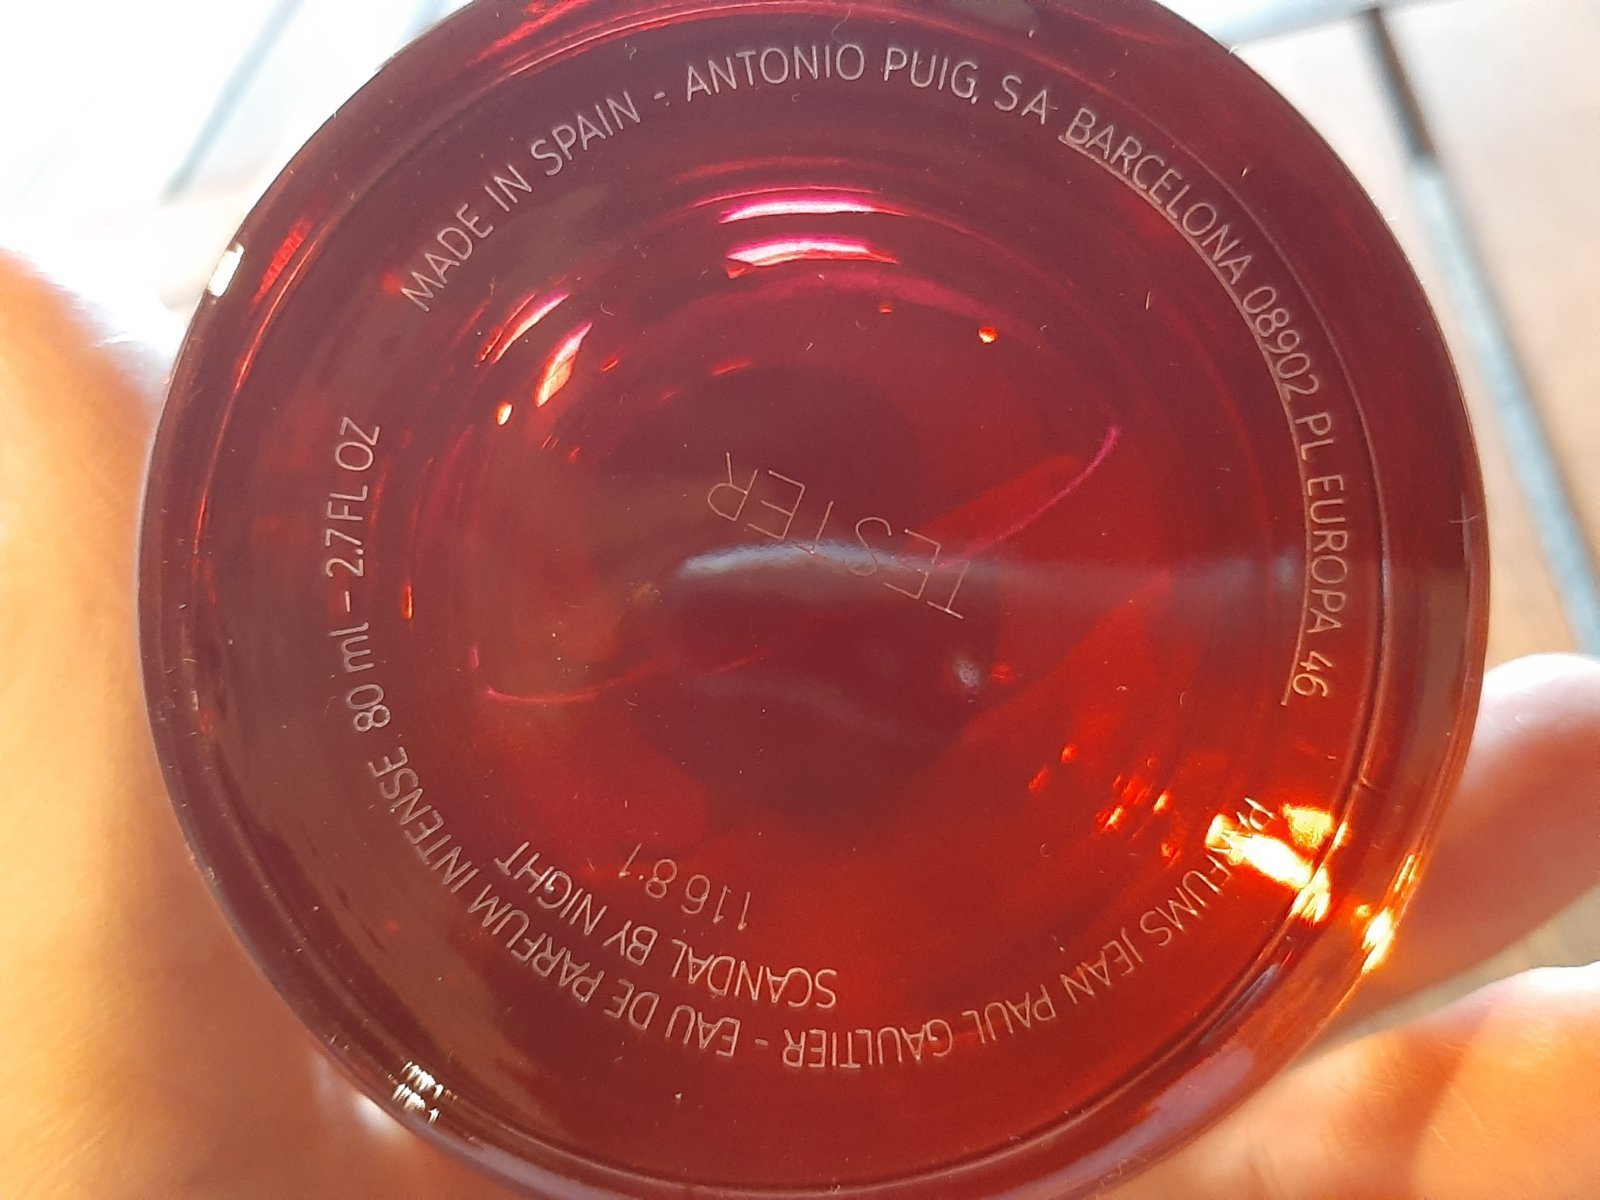 PARFUMS JEAN PAUL GAULTIER - EAU DE PARFUM INTENSE 80 ml - 2.7 FL OZ
MADE IN SPAIN - ANTONIO PUIG, SA BARCELONA 08902 PL EUROPA 46
SCANDAL BY NIGHT
11681
TESTER